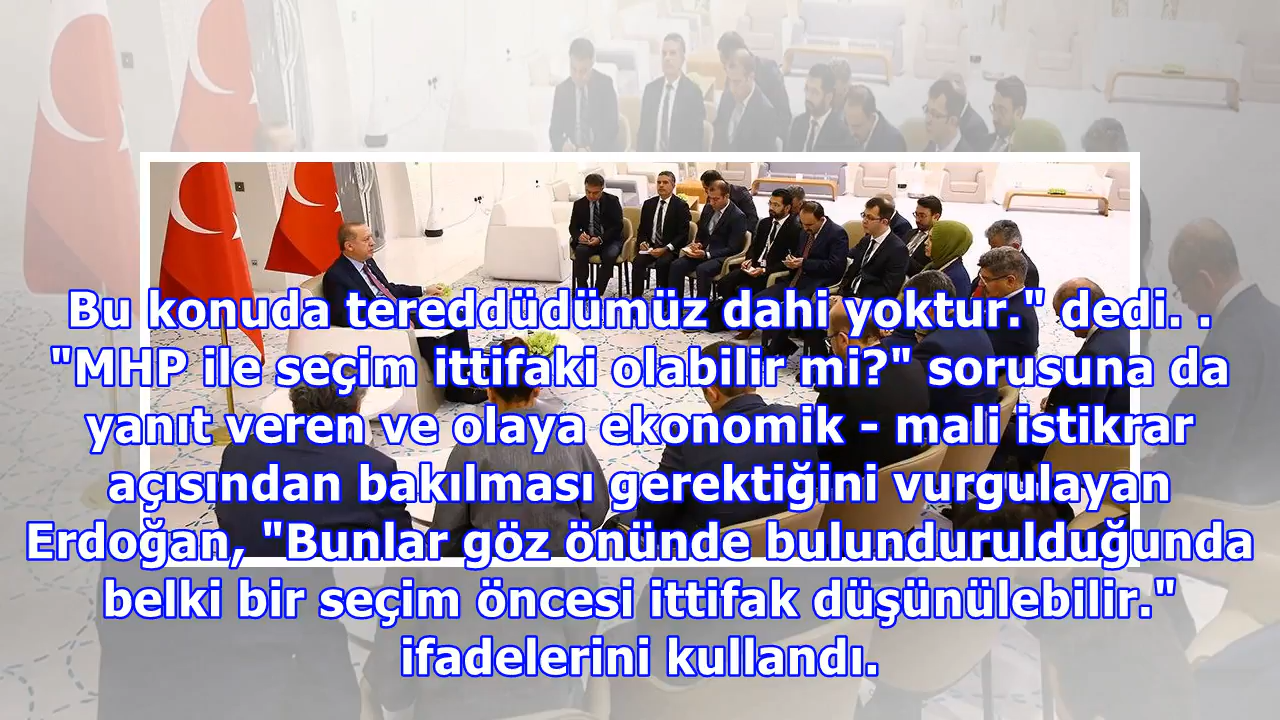 Bu konuda tereddüdümüz dahi yoktur." dedi. .
"MHP ile seçim ittifaki olabilir mi?" sorusuna da
yanıt veren ve olaya ekonomik - mali istikrar
açısından bakılması gerektiğini vurgulayan
Erdoğan, "Bunlar göz önünde bulundurulduğunda
belki bir seçim öncesi ittifak düşünülebilir."
ifadelerini kullandı.